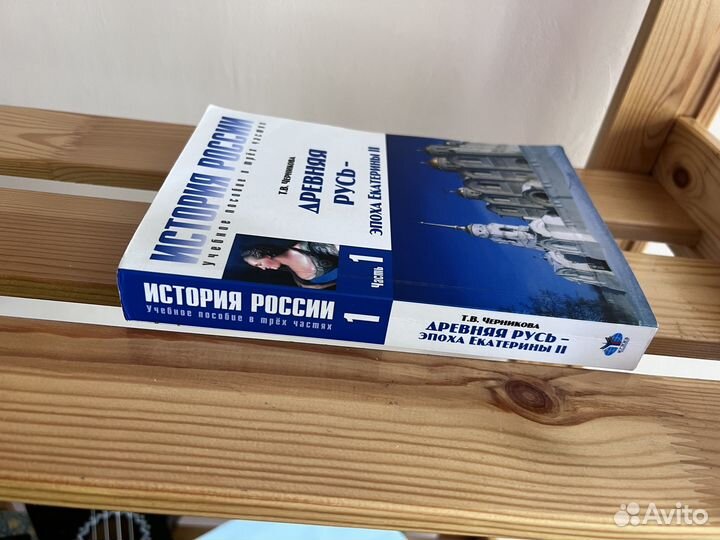 ИСТОРИЯ РОССИИ
Учебное пособие в трёх частях
Т.В. Черникова
ДРЕВНЯЯ
РУСЬ –
ЭПОХА ЕКАТЕРИНЫ II
Часть 1
ИСТОРИЯ РОССИИ
Учебное пособие в трёх частях
1
Т.В. Черникова
ДРЕВНЯЯ РУСЬ –
ЭПОХА ЕКАТЕРИНЫ II
Avito